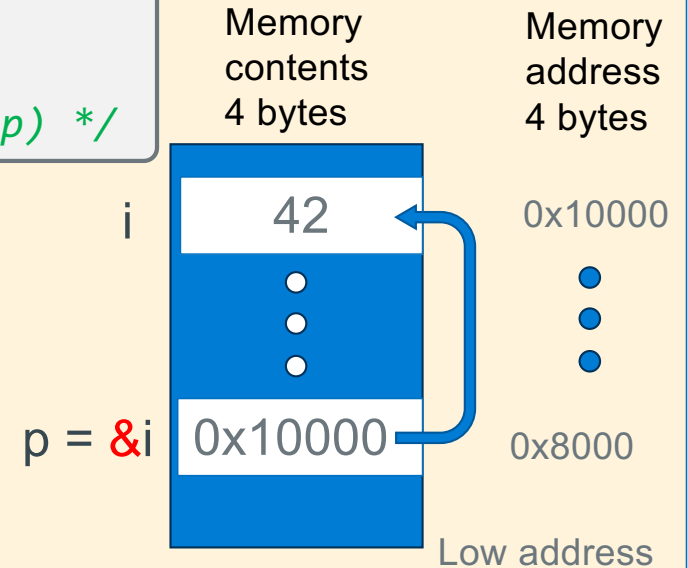 Memory
contents
4 bytes
Memory
address
4 bytes
p) */
i
42
0x10000
p = &i
0x10000
0x8000
Low address